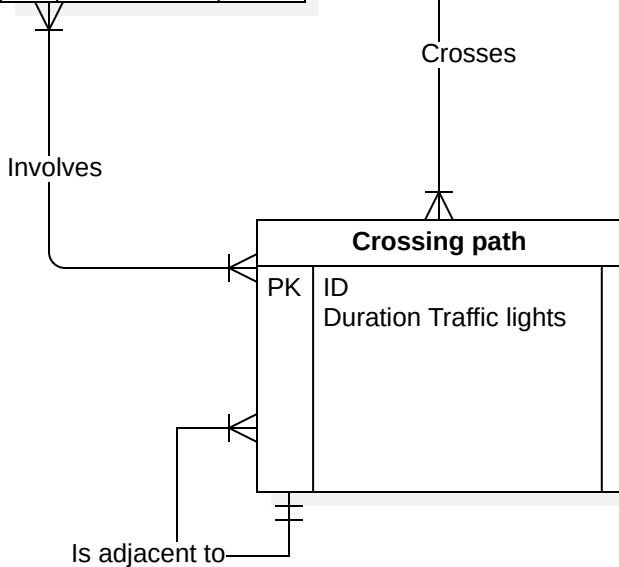 Crosses
Involves
Crossing path
PK
ID
Duration Traffic lights
Is adjacent to